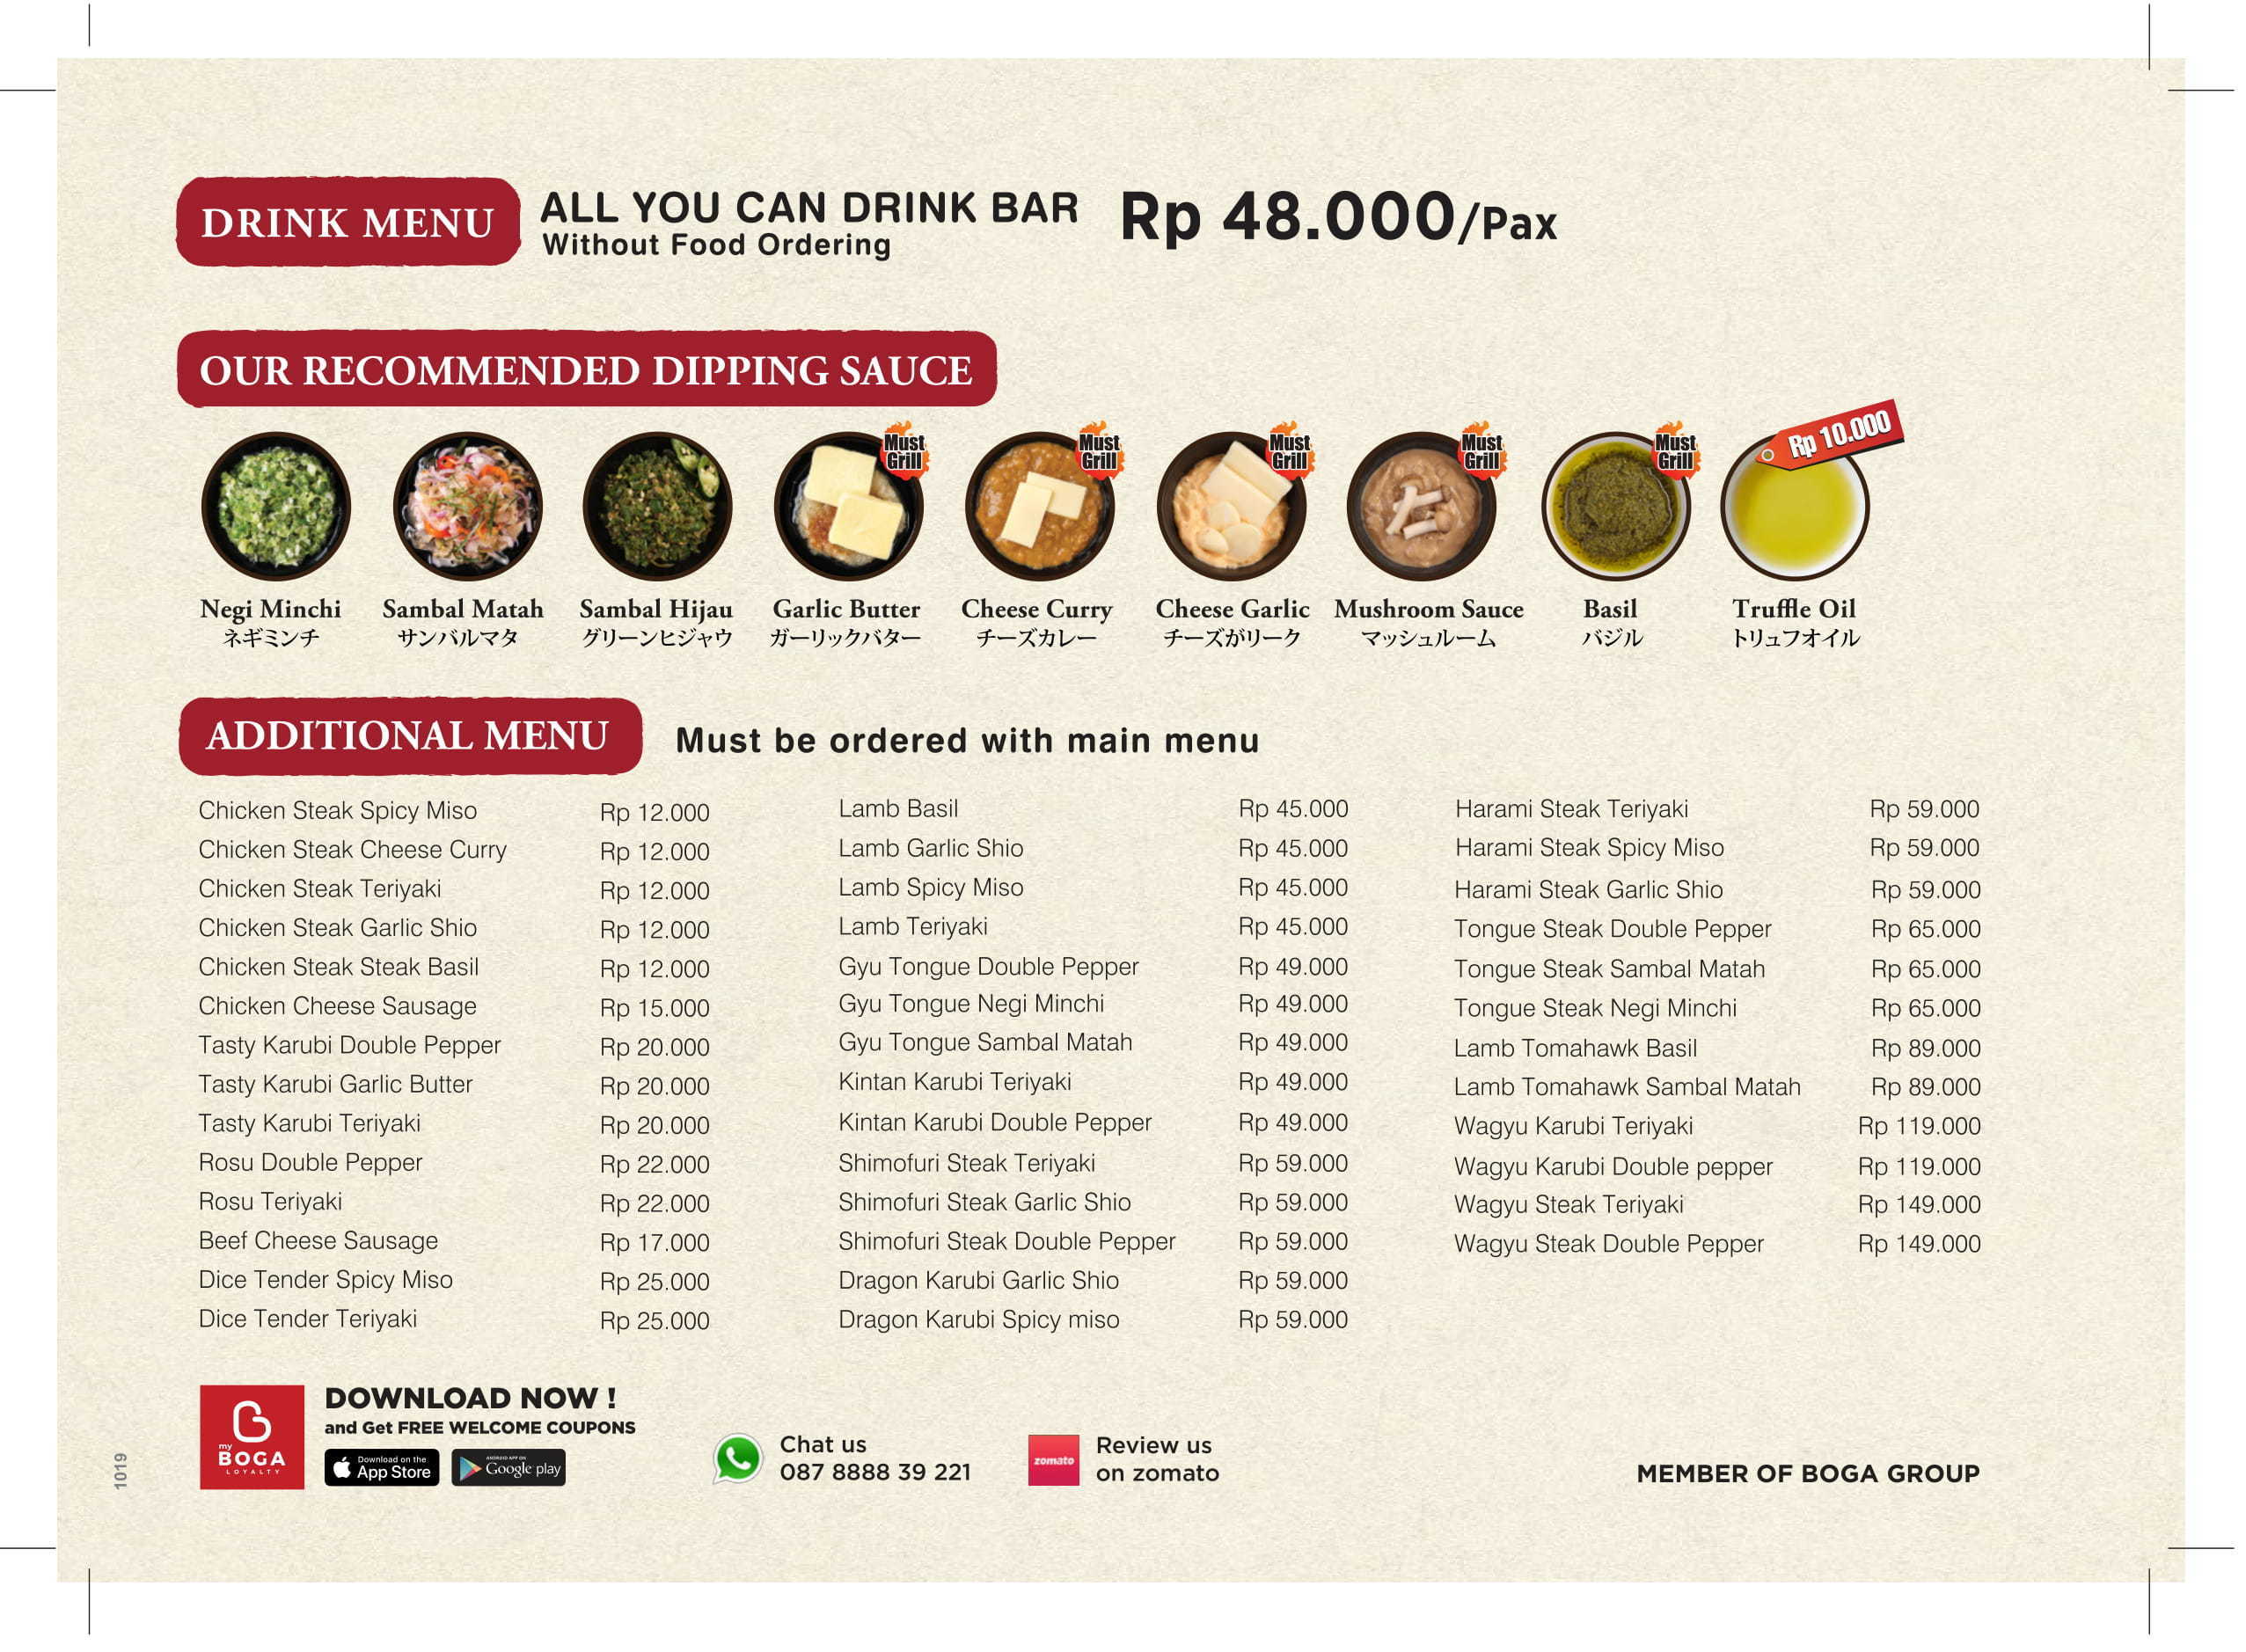 DRINK MENU
ALL YOU CAN DRINK BAR
Without Food Ordering
Rp 48.000/Pax
OUR RECOMMENDED DIPPING SAUCE
Must Grill
Must Grill
Must Grill
Must Grill
Must Grill
Rp 10.000
Negi Minchi
ネギミンチ
Sambal Matah
サンバルマタ
Sambal Hijau
グリーンヒジャウ
Garlic Butter
ガーリックバター
Cheese Curry
チーズカレー
Cheese Garlic
チーズがリーク
Mushroom Sauce
マッシュルーム
Basil
バジル
Truffle Oil
トリュフオイル
ADDITIONAL MENU
Must be ordered with main menu
Chicken Steak Spicy Miso Rp 12.000
Chicken Steak Cheese Curry Rp 12.000
Chicken Steak Teriyaki Rp 12.000
Chicken Steak Garlic Shio Rp 12.000
Chicken Steak Steak Basil Rp 12.000
Chicken Cheese Sausage Rp 15.000
Tasty Karubi Double Pepper Rp 20.000
Tasty Karubi Garlic Butter Rp 20.000
Tasty Karubi Teriyaki Rp 20.000
Rosu Double Pepper Rp 22.000
Rosu Teriyaki Rp 22.000
Beef Cheese Sausage Rp 17.000
Dice Tender Spicy Miso Rp 25.000
Dice Tender Teriyaki Rp 25.000
Lamb Basil Rp 45.000
Lamb Garlic Shio Rp 45.000
Lamb Spicy Miso Rp 45.000
Lamb Teriyaki Rp 45.000
Gyu Tongue Double Pepper Rp 49.000
Gyu Tongue Negi Minchi Rp 49.000
Gyu Tongue Sambal Matah Rp 49.000
Kintan Karubi Teriyaki Rp 49.000
Kintan Karubi Double Pepper Rp 49.000
Shimofuri Steak Teriyaki Rp 59.000
Shimofuri Steak Garlic Shio Rp 59.000
Shimofuri Steak Double Pepper Rp 59.000
Dragon Karubi Garlic Shio Rp 59.000
Dragon Karubi Spicy miso Rp 59.000
Harami Steak Teriyaki Rp 59.000
Harami Steak Spicy Miso Rp 59.000
Harami Steak Garlic Shio Rp 59.000
Tongue Steak Double Pepper Rp 65.000
Tongue Steak Sambal Matah Rp 65.000
Tongue Steak Negi Minchi Rp 65.000
Lamb Tomahawk Basil Rp 89.000
Lamb Tomahawk Sambal Matah Rp 89.000
Wagyu Karubi Teriyaki Rp 119.000
Wagyu Karubi Double pepper Rp 119.000
Wagyu Steak Teriyaki Rp 149.000
Wagyu Steak Double Pepper Rp 149.000
my
BOGA
LOYALTY
DOWNLOAD NOW !
and Get FREE WELCOME COUPONS
Download on the
App Store
ANDROID APP ON
Google play
Chat us
087 8888 39 221
zomato
Review us
on zomato
MEMBER OF BOGA GROUP
1019